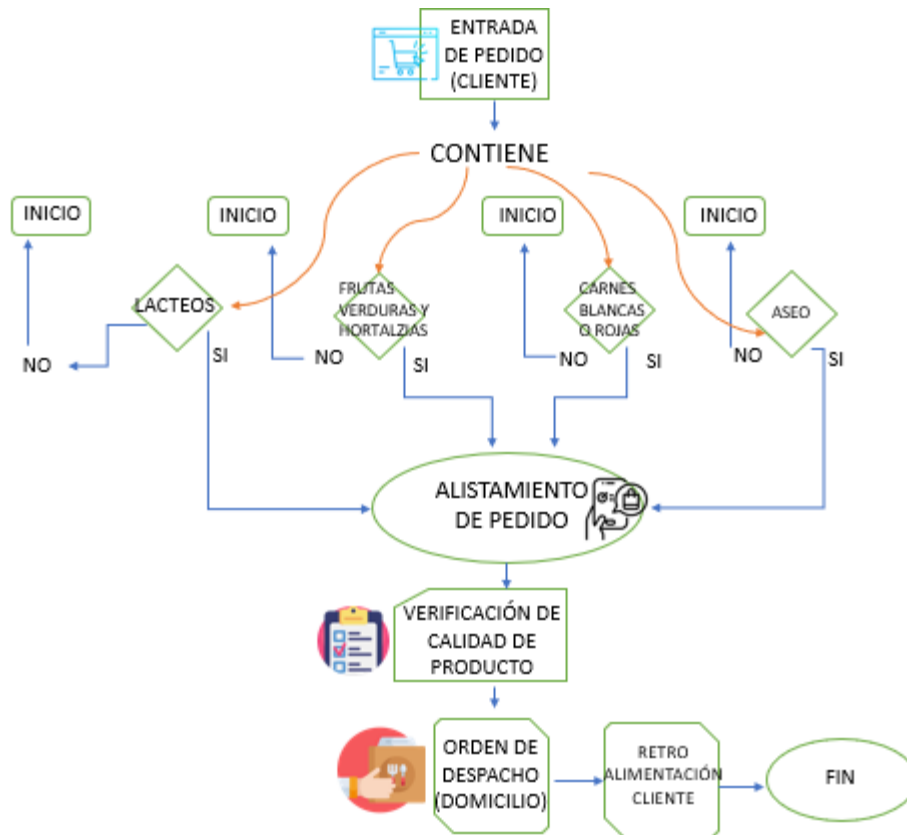 ENTRADA
DE PEDIDO
(CLIENTE)
CONTIENE
INICIO
INICIO
INICIO
INICIO
LACTEOS
FRUTAS
VERDURAS Y
HORTALZIAS
CARNES
BLANCAS
O ROJAS
ASEO
NO
SI
NO
SI
NO
SI
NO
SI
ALISTAMIENTO
DE PEDIDO
VERIFICACIÓN DE
CALIDAD DE
PRODUCTO
ORDEN DE
DESPACHO
(DOMICILIO)
RETRO
ALIMENTACIÓN
CLIENTE
FIN